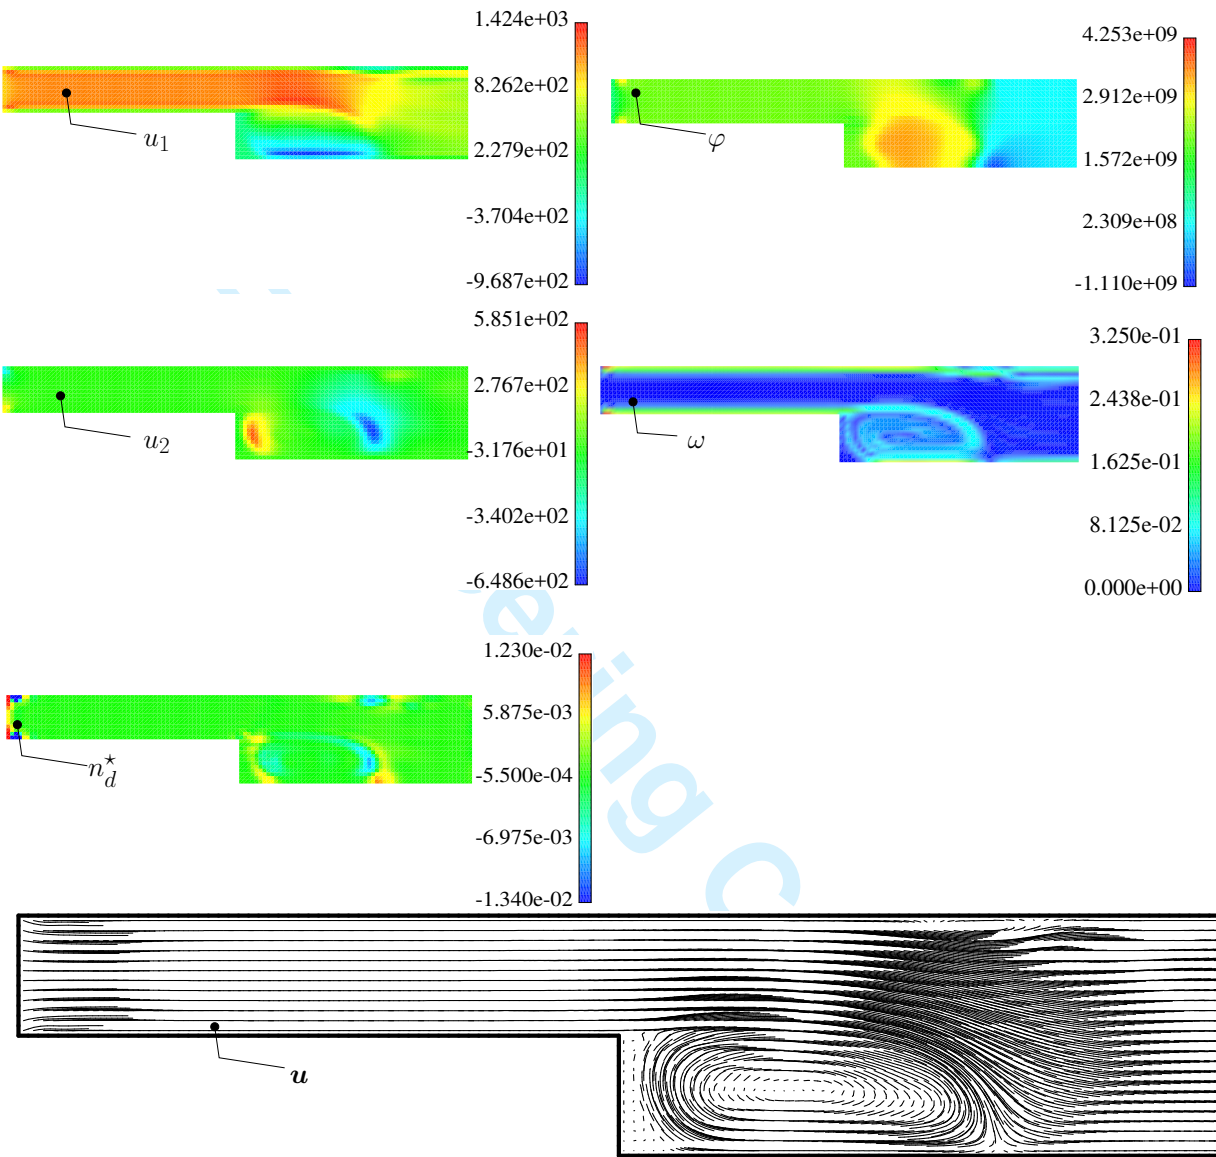 1.424e+03
8.262e+02
2.279e+02
-3.704e+02
-9.687e+02
u₁
4.253e+09
2.912e+09
1.572e+09
2.309e+08
-1.110e+09
φ
5.851e+02
2.767e+02
-3.176e+01
-3.402e+02
-6.486e+02
u₂
3.250e-01
2.438e-01
1.625e-01
8.125e-02
0.000e+00
ω
1.230e-02
5.875e-03
-5.500e-04
-6.975e-03
-1.340e-02
n_d^⋆
ering C
u